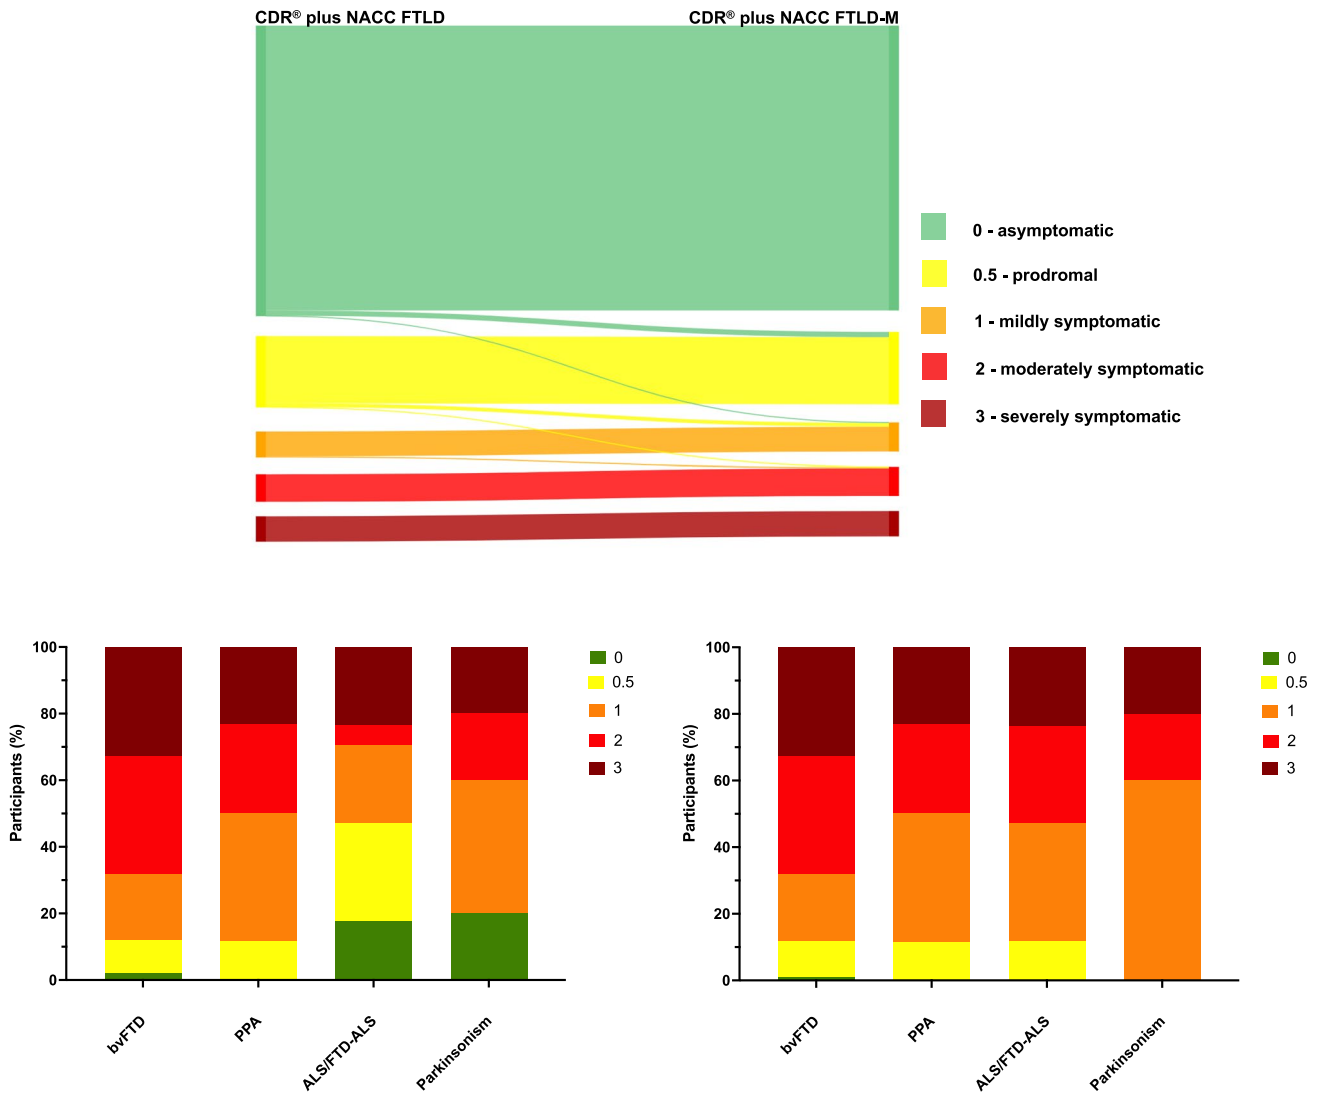 CDR® plus NACC FTLD
CDR® plus NACC FTLD-M
0 - asymptomatic
0.5 - prodromal
1 - mildly symptomatic
2 - moderately symptomatic
3 - severely symptomatic
Participants (%)
100
80
60
40
20
0
bvFTD
PPA
ALS/FTD-ALS
Parkinsonism
0
0.5
1
2
3
Participants (%)
100
80
60
40
20
0
bvFTD
PPA
ALS/FTD-ALS
Parkinsonism
0
0.5
1
2
3